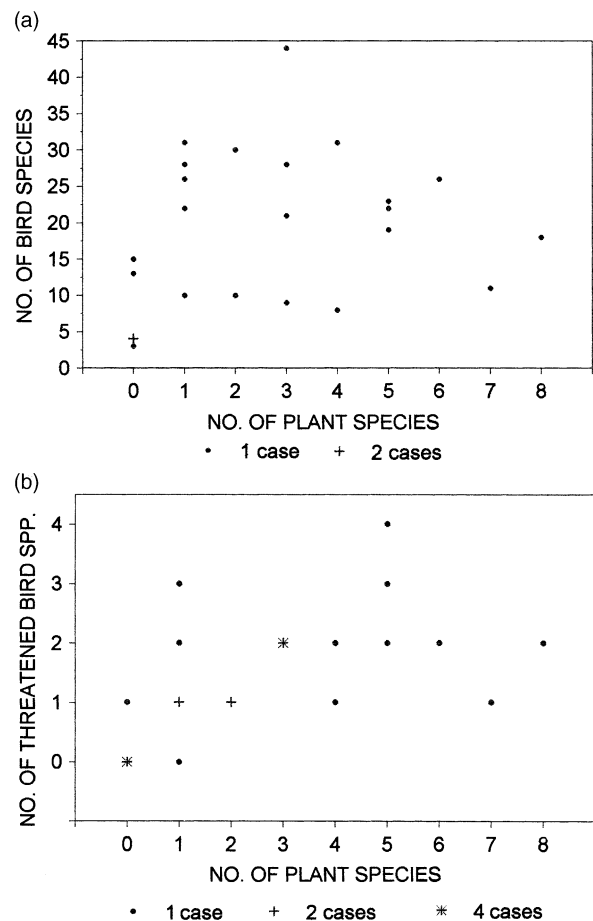 (a)
NO. OF BIRD SPECIES
45
40
35
30
25
20
15
10
5
0
0 1 2 3 4 5 6 7 8
NO. OF PLANT SPECIES
• 1 case + 2 cases
(b)
NO. OF THREATENED BIRD SPP.
4
3
2
1
0
0 1 2 3 4 5 6 7 8
NO. OF PLANT SPECIES
• 1 case + 2 cases ✳ 4 cases